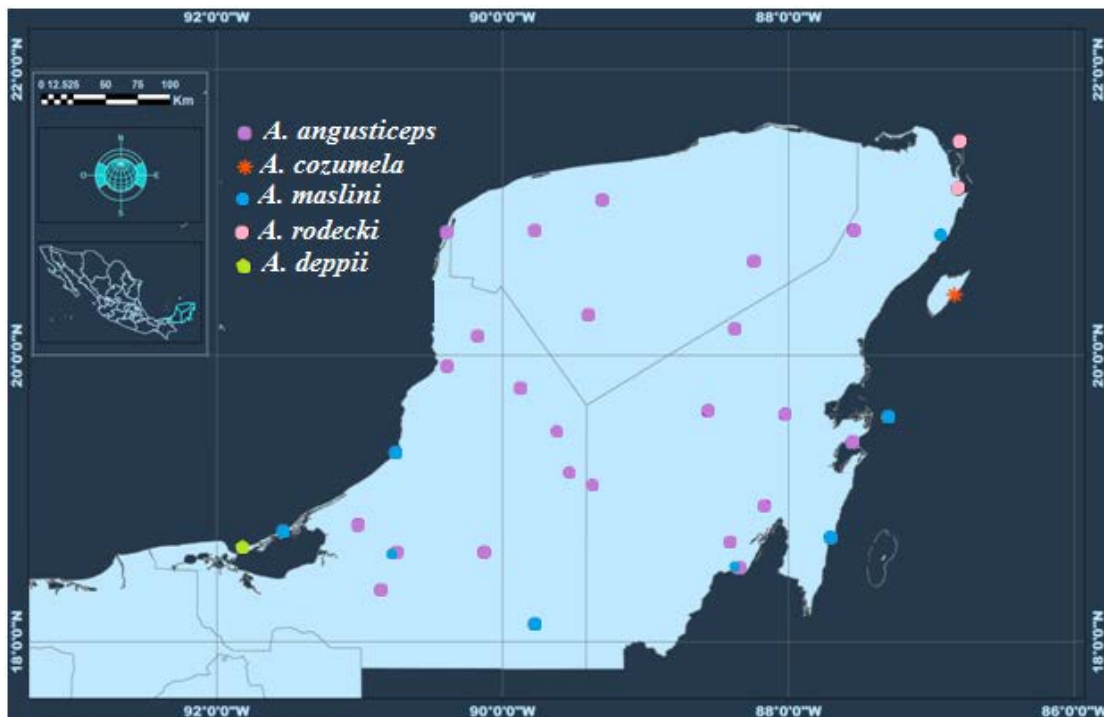 92°0'0"W 90°0'0"W 88°0'0"W
22°0'0"N
20°0'0"N
18°0'0"N
0 12.525 50 75 100
Km
N
O E
S
A. angusticeps
A. cozumela
A. maslini
A. rodecki
A. deppii
22°0'0"N
20°0'0"N
18°0'0"N
92°0'0"W 90°0'0"W 88°0'0"W 86°0'0"W